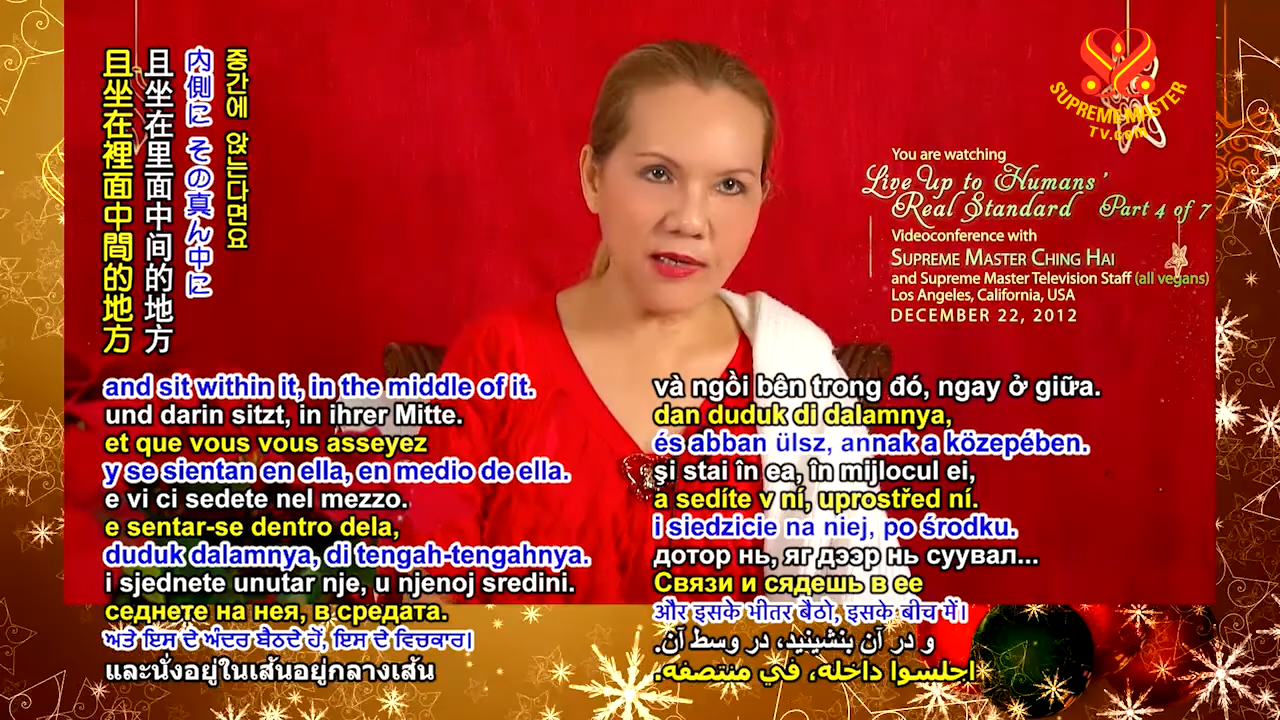 SUPREME MASTER
TV.com
You are watching
Live Up to Humans'
Real Standard Part 4 of 7
Videoconference with
SUPREME MASTER CHING HAI
and Supreme Master Television Staff (all vegans)
Los Angeles, California, USA
DECEMBER 22, 2012
중간에 앉는다면요
内側に その真ん中に
且坐在里面中间的地方
且坐在裡面中間的地方
and sit within it, in the middle of it.
und darin sitzt, in ihrer Mitte.
et que vous vous asseyez
y se sientan en ella, en medio de ella.
e vi ci sedete nel mezzo.
e sentar-se dentro dela,
duduk dalamnya, di tengah-tengahnya.
i sjednete unutar nje, u njenoj sredini.
седнете на нея, в средата.
ਅਤੇ ਇਸ ਦੇ ਅੰਦਰ ਬੈਠਦੇ ਹੋਂ, ਇਸ ਦੇ ਵਿਚਕਾਰ|
และนั่งอยู่ในเส้นอยู่กลางเส้น
và ngồi bên trong đó, ngay ở giữa.
dan duduk di dalamnya,
és abban ülsz, annak a közepében.
şi stai în ea, în mijlocul ei,
a sedíte v ní, uprostřed ní.
i siedzicie na niej, po środku.
дотор нь, яг дээр нь суувал...
Связи и сядешь в ее
और इसके भीतर बैठो, इसके बीच में।
و در آن بنشینید، در وسط آن.
اجلسوا داخله، في منتصفه.